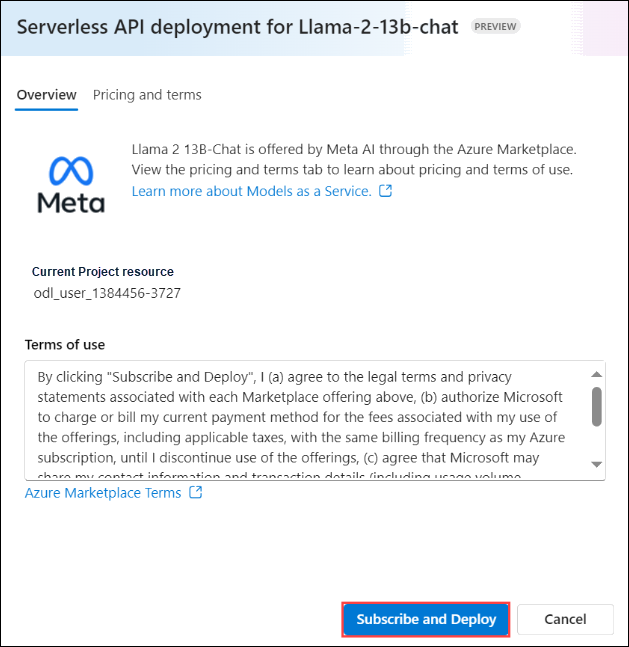 Serverless API deployment for Llama-2-13b-chat PREVIEW
Overview Pricing and terms
Llama 2 13B-Chat is offered by Meta AI through the Azure Marketplace.
View the pricing and terms tab to learn about pricing and terms of use.
Learn more about Models as a Service.
Meta
Current Project resource
odl_user_1384456-3727
Terms of use
By clicking "Subscribe and Deploy", I (a) agree to the legal terms and privacy
statements associated with each Marketplace offering above, (b) authorize Microsoft
to charge or bill my current payment method for the fees associated with my use of
the offerings, including applicable taxes, with the same billing frequency as my Azure
subscription, until I discontinue use of the offerings, (c) agree that Microsoft may
share my contact information and transaction details (including usage volume
Azure Marketplace Terms
Subscribe and Deploy Cancel